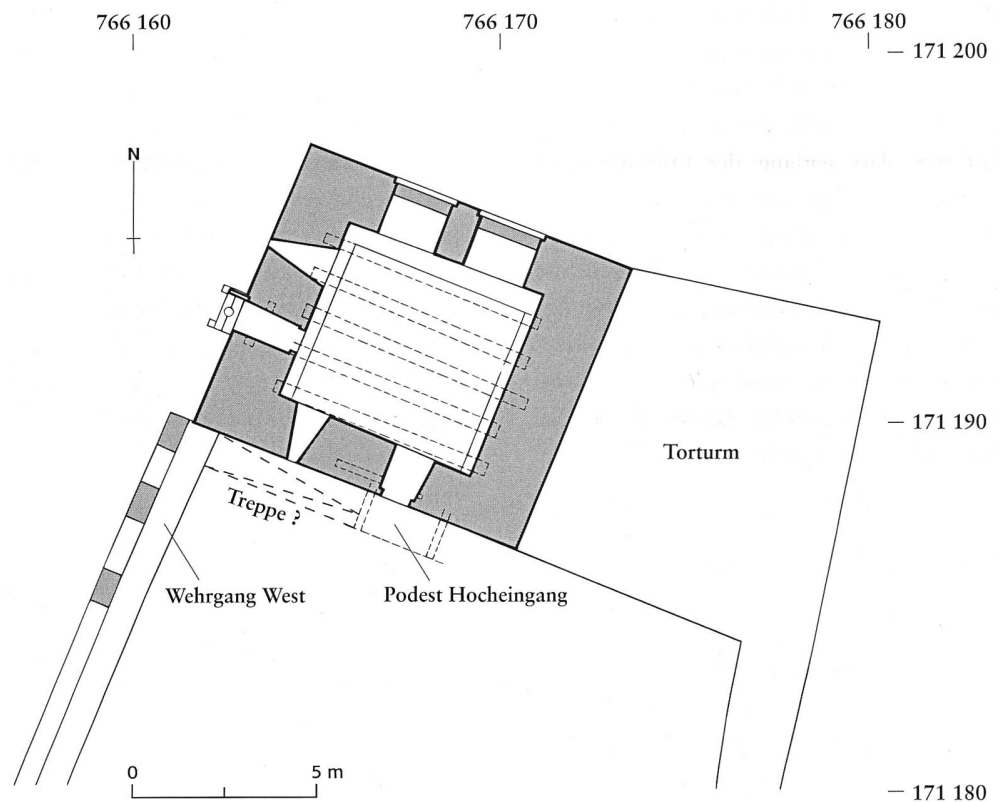 766 160
766 170
766 180
171 200
N
171 190
Torturm
Treppe ?
Wehrgang West
Podest Hocheingang
0
5 m
171 180